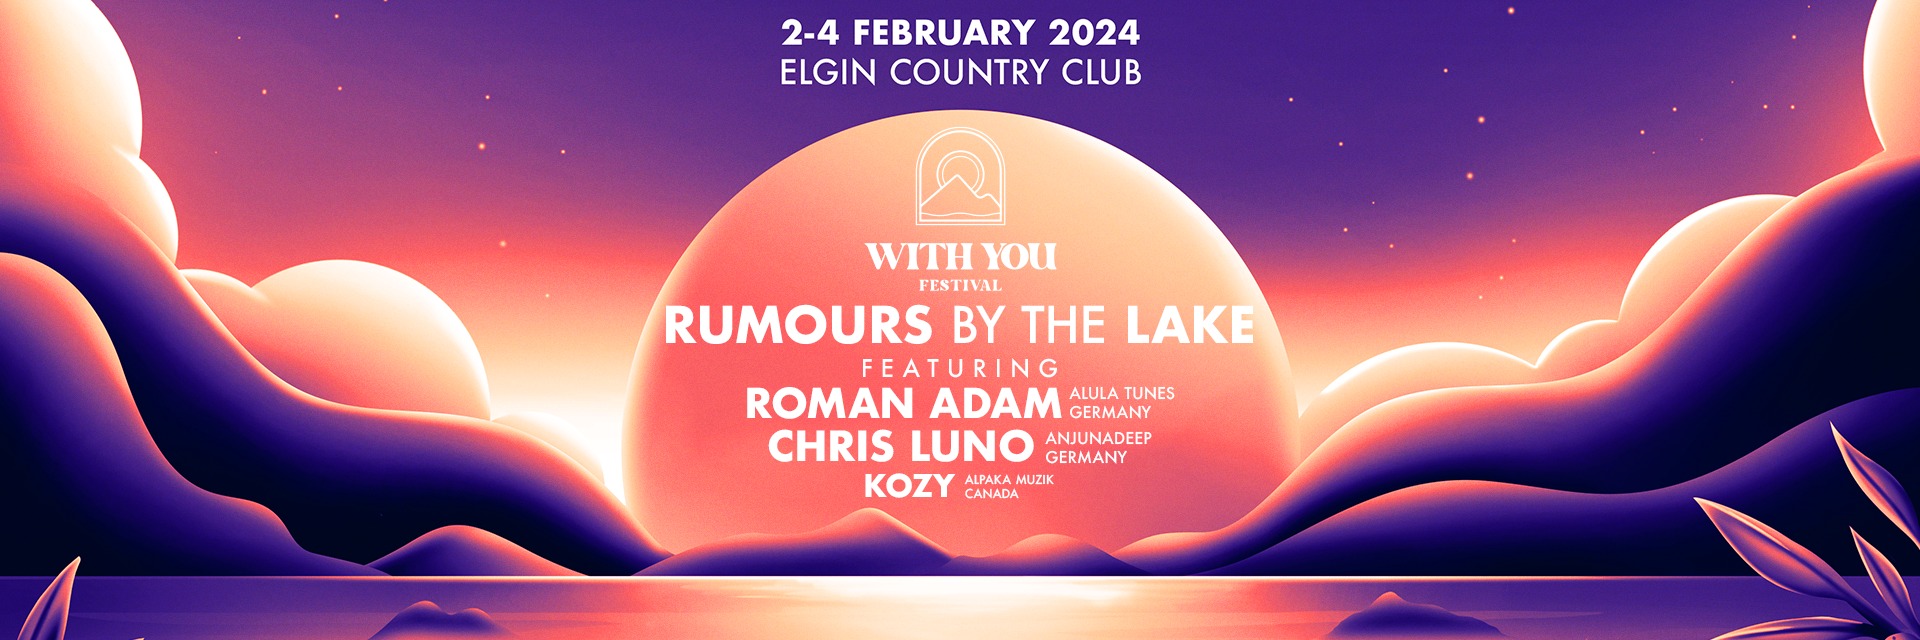 2-4 FEBRUARY 2024
ELGIN COUNTRY CLUB
WITH YOU
FESTIVAL
RUMOURS BY THE LAKE
FEATURING
ROMAN ADAM ALULA TUNES
GERMANY
CHRIS LUNO ANJUNADEEP
GERMANY
KOZY ALPAKA MUZIK
CANADA